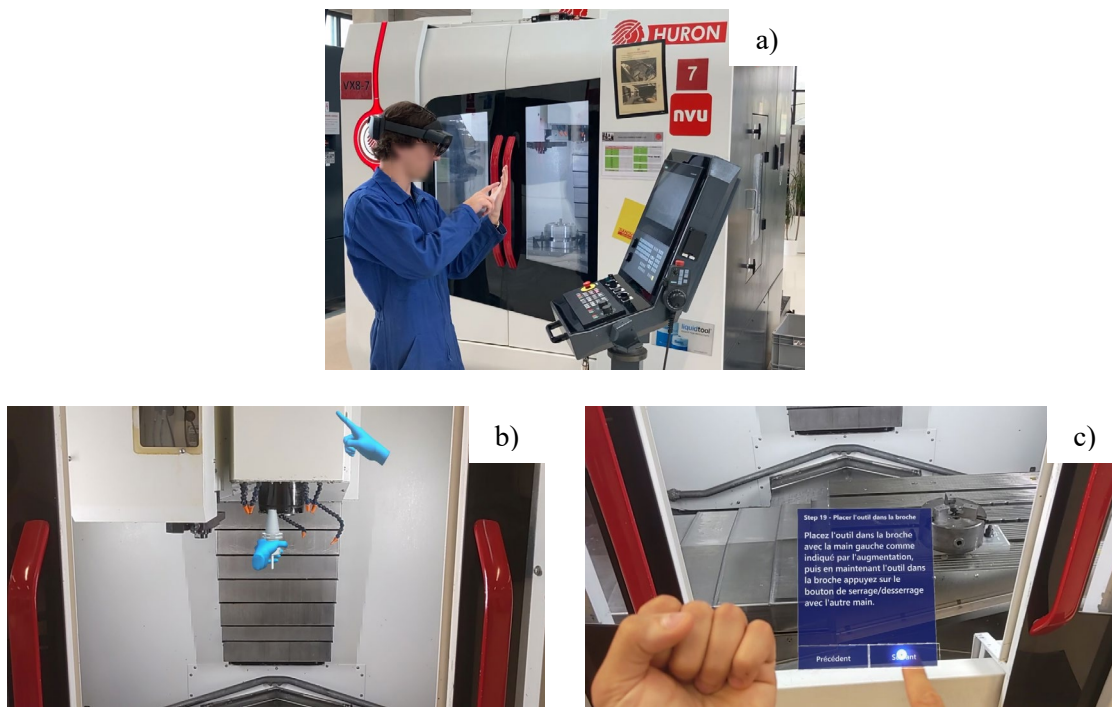 HURON
a)
VX8-7
7
nvu
liquidtool
b)
c)
Step 19 - Placer l'outil dans la broche
Placez l'outil dans la broche
avec la main gauche comme
indiqué par l'augmentation,
puis en maintenant l'outil dans
la broche appuyez sur le
bouton de serrage/desserrage
avec l'autre main.
Précédent